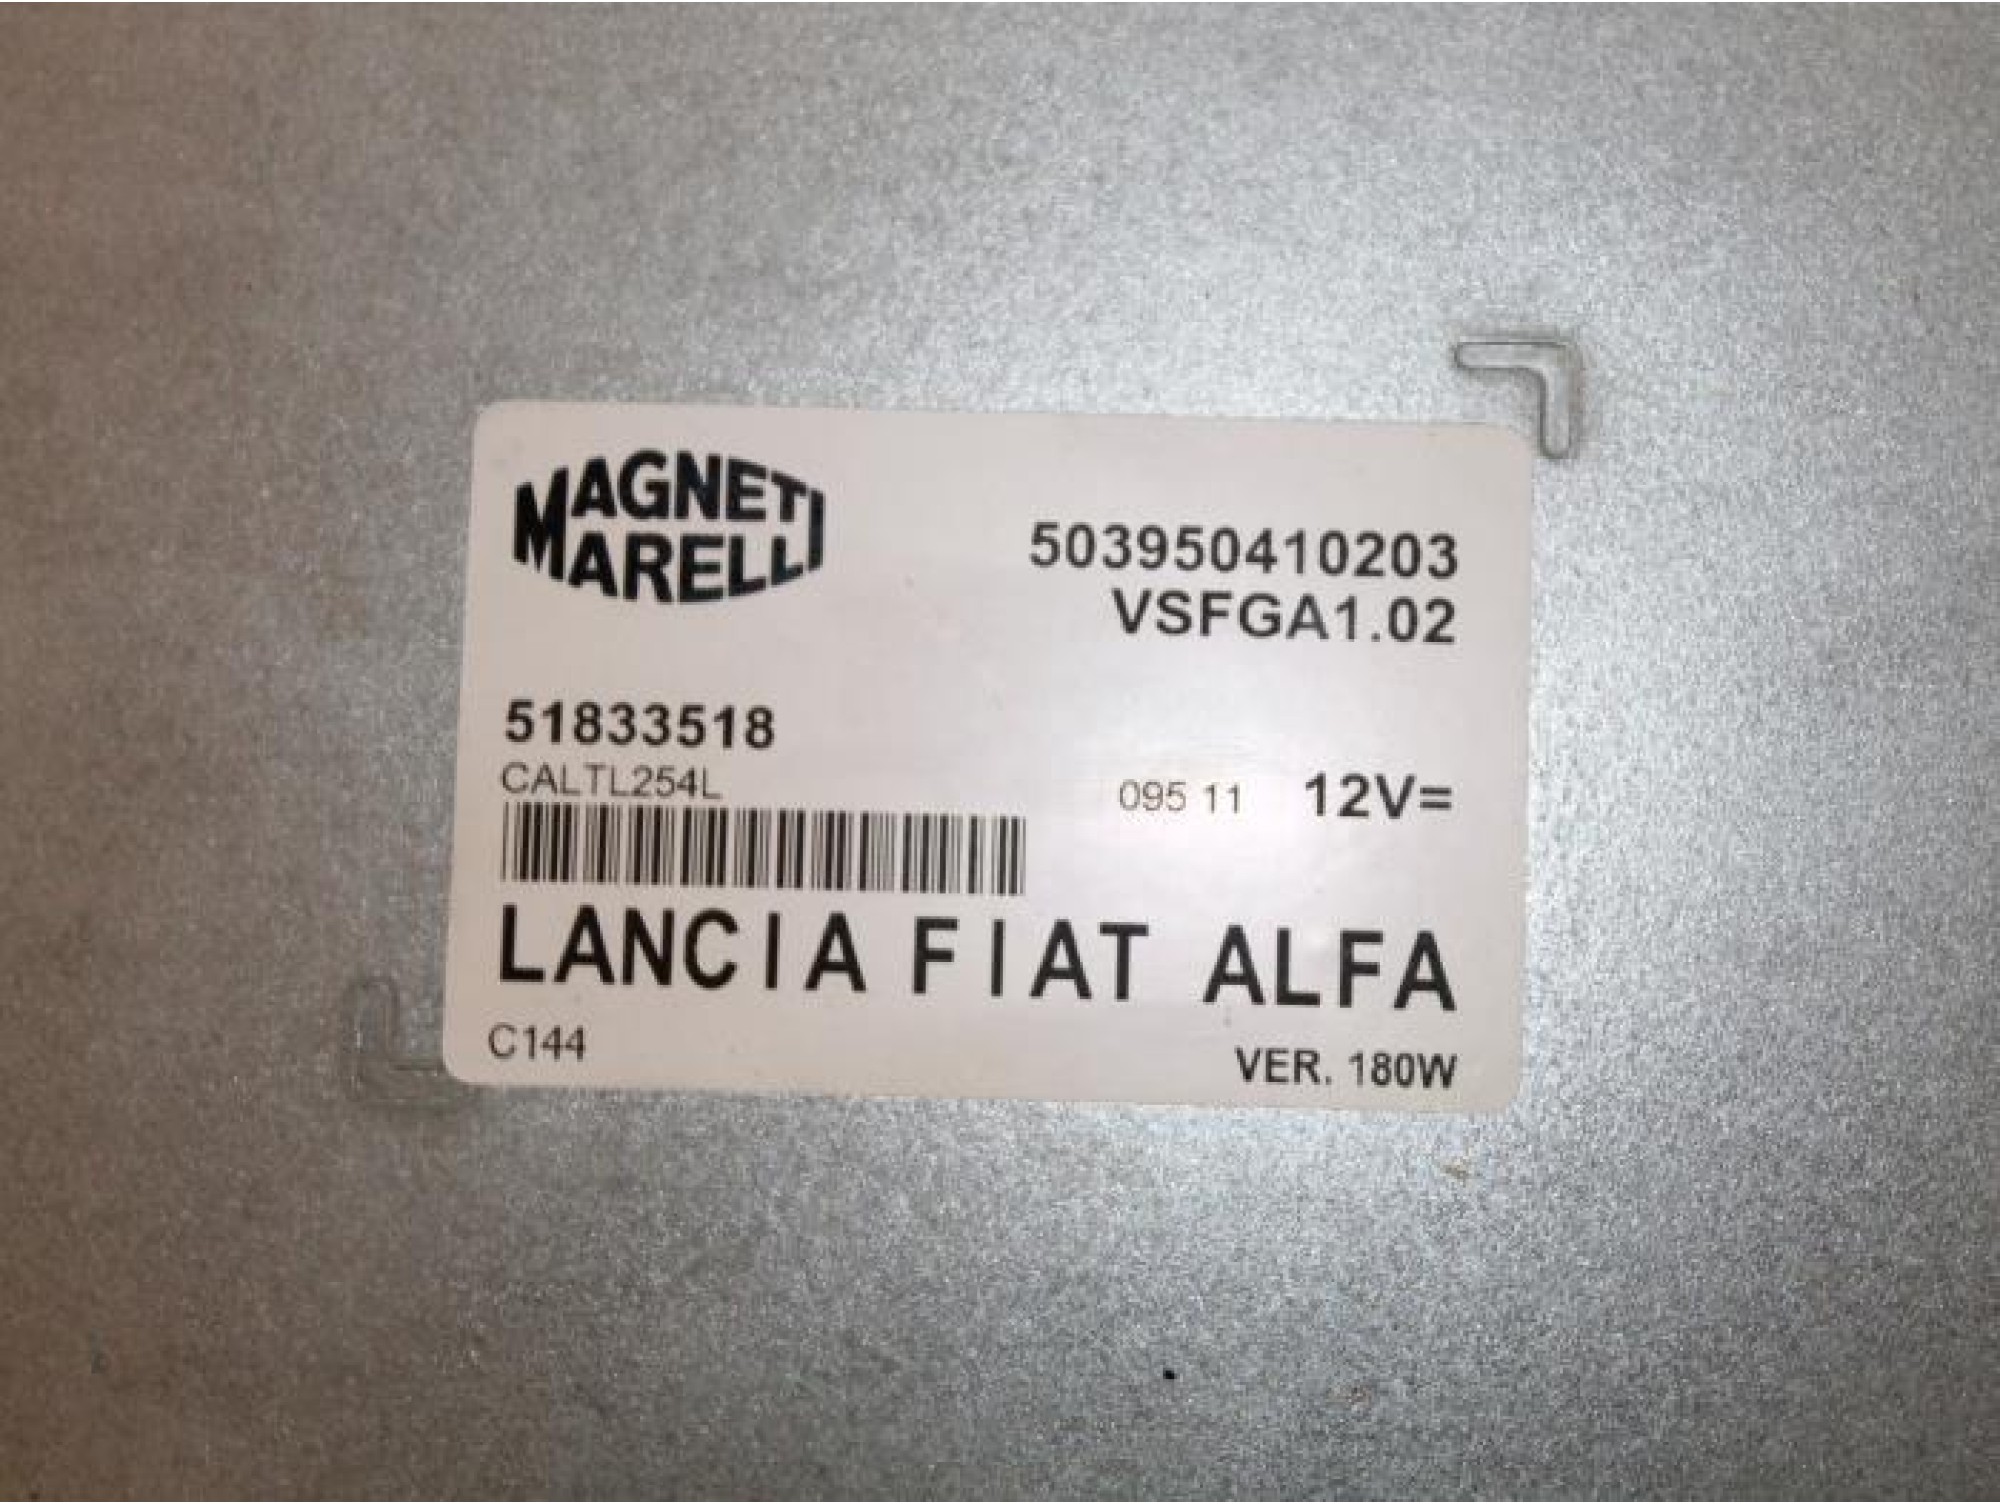 MAGNETI
MARELLI
503950410203
VSFGA1.02
51833518
CALTL254L
095 11 12V=
LANCIA FIAT ALFA
C144
VER. 180W